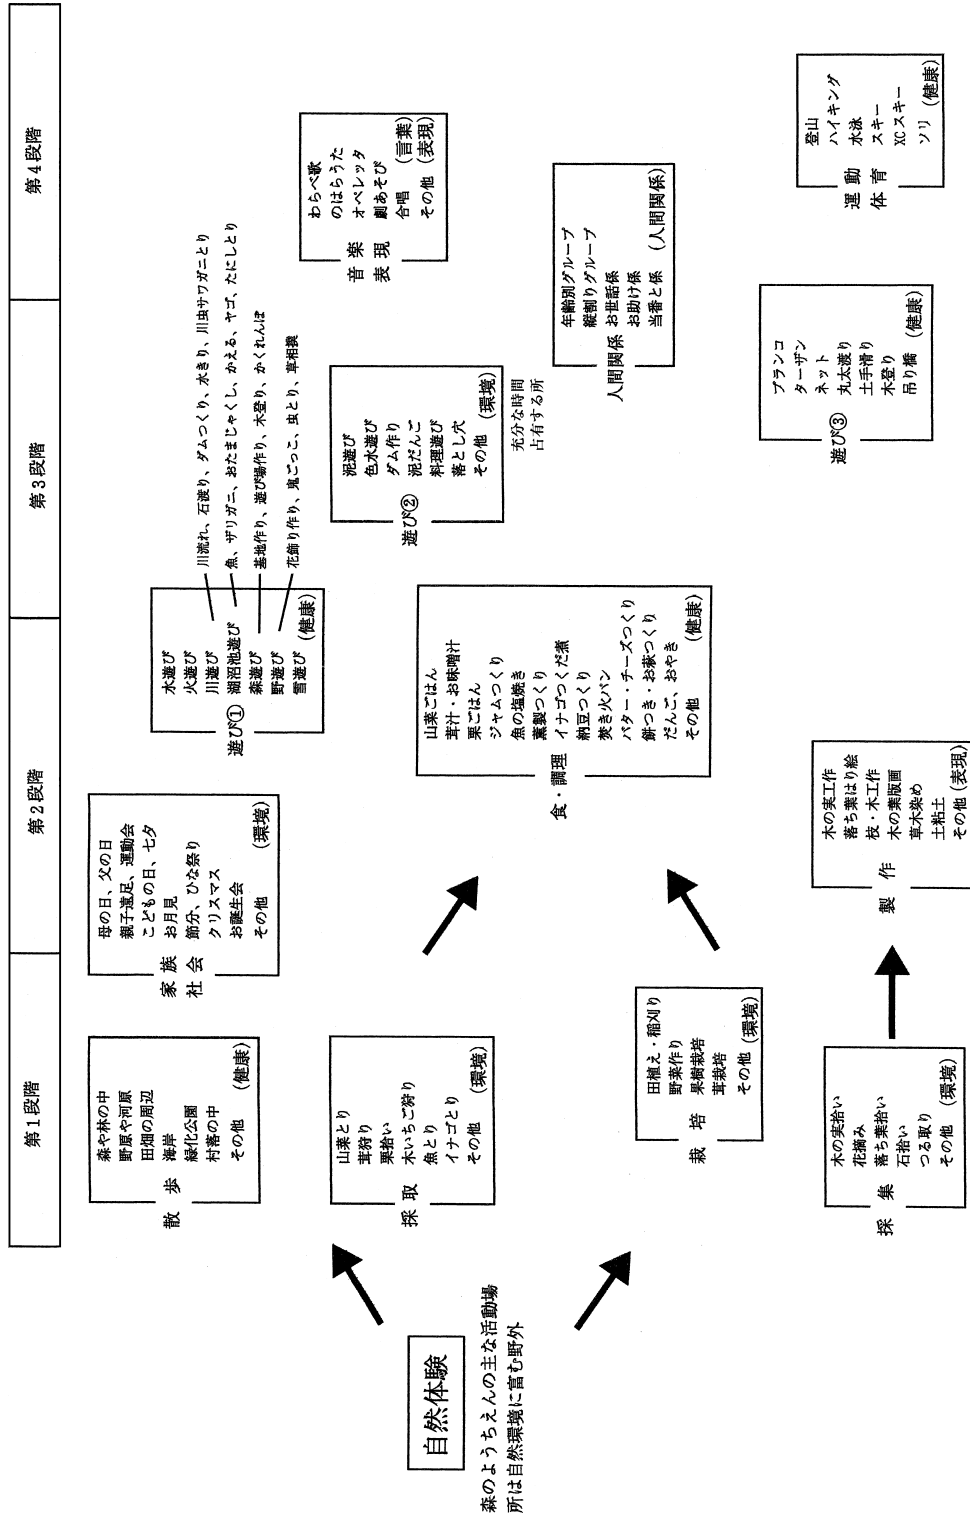 第1段階
第2段階
第3段階
第4段階
自然体験
森のようちえんの主な活動場
所は自然環境に富む野外
散歩
森や林の中
野原や河原
田畑の周辺
海岸
緑化公園
村落の中
その他 (健康)
採取
山菜とり
茸狩り
栗拾い
木いちご狩り
魚とり
イナゴとり
その他 (環境)
栽培
田植え・稲刈り
野菜作り
果樹栽培
茸栽培
その他 (環境)
採集
木の実拾い
花摘み
落ち葉拾い
石拾い
つる取り
その他 (環境)
家族
社会
母の日、父の日
親子遠足、運動会
こどもの日、七夕
お月見
節分、ひな祭り
クリスマス
お誕生会
その他 (環境)
遊び①
水遊び
火遊び
川遊び
湖沼池遊び
森遊び
野遊び
雪遊び (健康)
川流れ、石渡り、ダムつくり、水きり、川虫サワガニとり
魚、ザリガニ、おたまじゃくし、かえる、ヤゴ、たにしとり
基地作り、遊び場作り、木登り、かくれんぼ
花飾り作り、鬼ごっこ、虫とり、草相撲
食・調理
山菜ごはん
茸汁・お味噌汁
栗ごはん
ジャムつくり
魚の塩焼き
薫製つくり
イナゴつくだ煮
納豆つくり
焚き火パン
バター・チーズつくり
餅つき・お萩つくり
だんご、おやき
その他 (健康)
製作
木の実工作
落ち葉はり絵
枝・木工作
木の葉版画
草木染め
土粘土
その他 (表現)
遊び②
泥遊び
色水遊び
ダム作り
泥だんご
料理遊び
落とし穴
その他 (環境)
充分な時間
占有する所
音楽
表現
わらべ歌
のはらうた
オペレッタ
劇あそび
合唱 (言葉)
その他 (表現)
人間関係
年齢別グループ
縦割りグループ
お世話係
お助け係
当番と係 (人間関係)
遊び③
ブランコ
ターザン
ネット
丸太渡り
土手滑り
木登り
吊り橋 (健康)
運動
体育
登山
ハイキング
水泳
スキー
XCスキー
ソリ (健康)